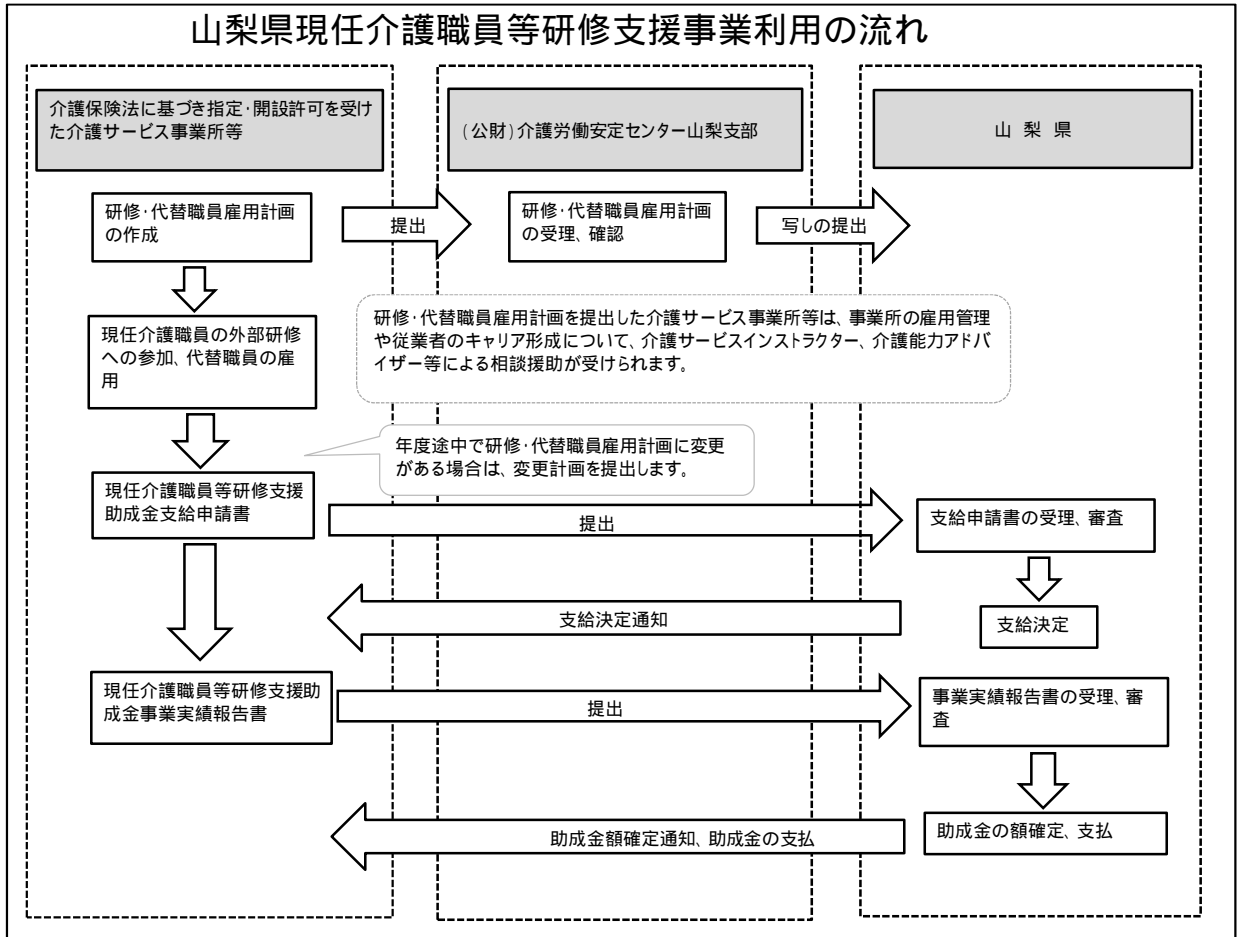 山梨県現任介護職員等研修支援事業利用の流れ
介護保険法に基づき指定・開設許可を受け
た介護サービス事業所等
(公財)介護労働安定センター山梨支部
山 梨 県
研修・代替職員雇用計画
の作成
提出
研修・代替職員雇用計画
の受理、確認
写しの提出
現任介護職員の外部研修
への参加、代替職員の雇
用
研修・代替職員雇用計画を提出した介護サービス事業所等は、事業所の雇用管理
や従業者のキャリア形成について、介護サービスインストラクター、介護能力アドバ
イザー等による相談援助が受けられます。
年度途中で研修・代替職員雇用計画に変更
がある場合は、変更計画を提出します。
現任介護職員等研修支援
助成金支給申請書
提出
支給申請書の受理、審査
支給決定通知
支給決定
現任介護職員等研修支援助
成金事業実績報告書
提出
事業実績報告書の受理、審
査
助成金額確定通知、助成金の支払
助成金の額確定、支払